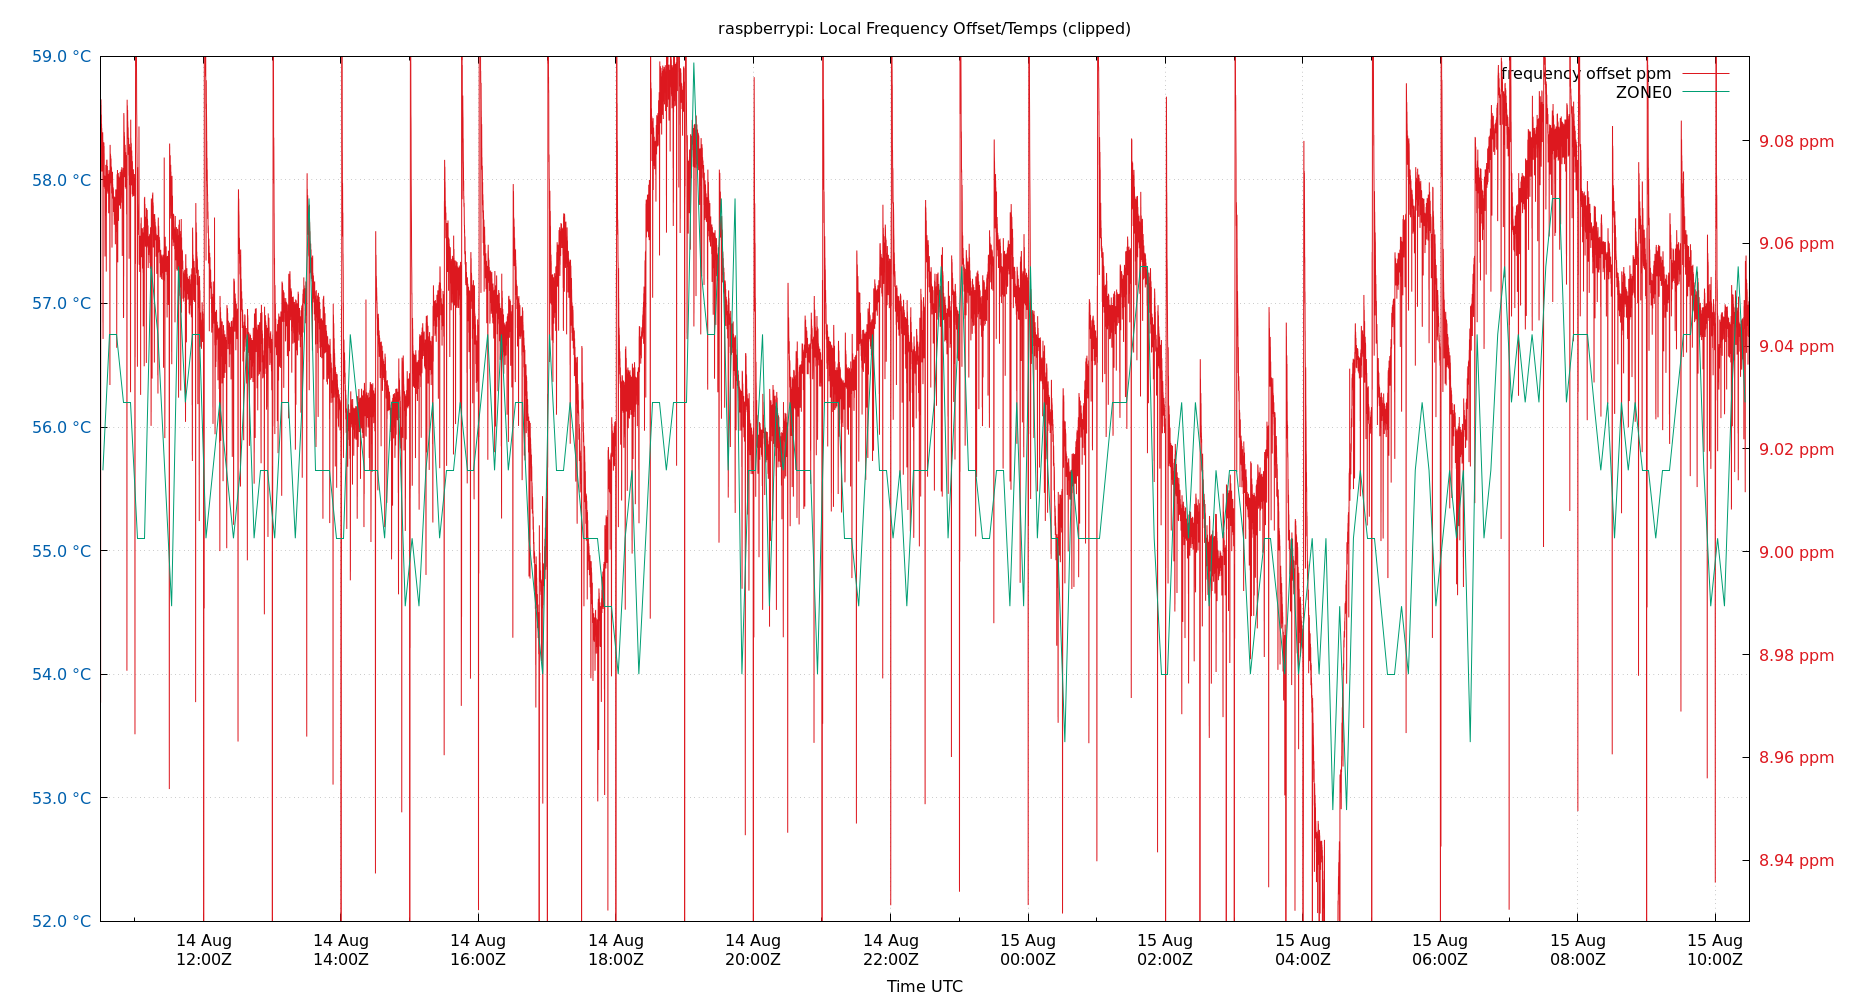 raspberrypi: Local Frequency Offset/Temps (clipped)
frequency offset ppm
ZONE0
59.0 °C
58.0 °C
57.0 °C
56.0 °C
55.0 °C
54.0 °C
53.0 °C
52.0 °C
9.08 ppm
9.06 ppm
9.04 ppm
9.02 ppm
9.00 ppm
8.98 ppm
8.96 ppm
8.94 ppm
14 Aug 14 Aug 14 Aug 14 Aug 14 Aug 14 Aug 15 Aug 15 Aug 15 Aug 15 Aug 15 Aug 15 Aug
12:00Z 14:00Z 16:00Z 18:00Z 20:00Z 22:00Z 00:00Z 02:00Z 04:00Z 06:00Z 08:00Z 10:00Z
Time UTC